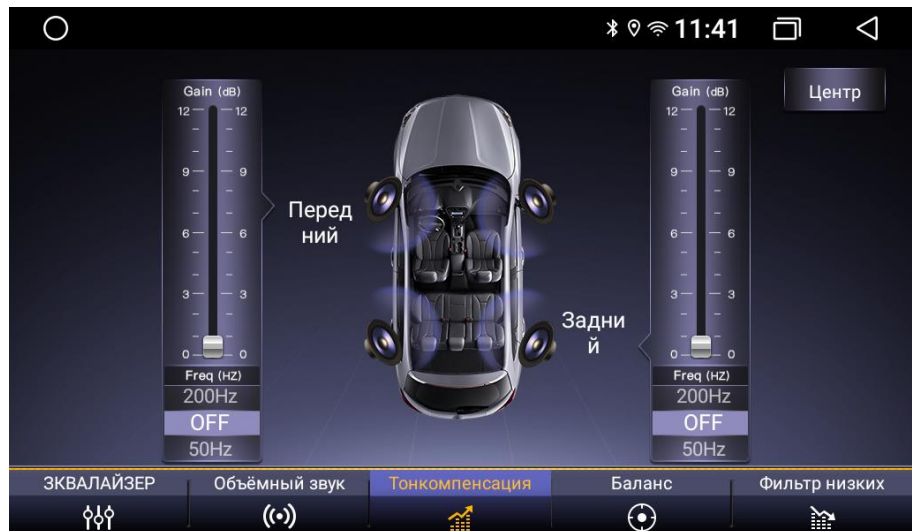 11:41
Gain (dB)
12 12
9 9
6 6
3 3
0 0
Freq (HZ)
200Hz
OFF
50Hz
Перед
ний
Задни
й
Gain (dB)
12 12
9 9
6 6
3 3
0 0
Freq (HZ)
200Hz
OFF
50Hz
Центр
ЗКВАЛАЙЗЕР
Объёмный звук
Тонкомпенсация
Баланс
Фильтр низких